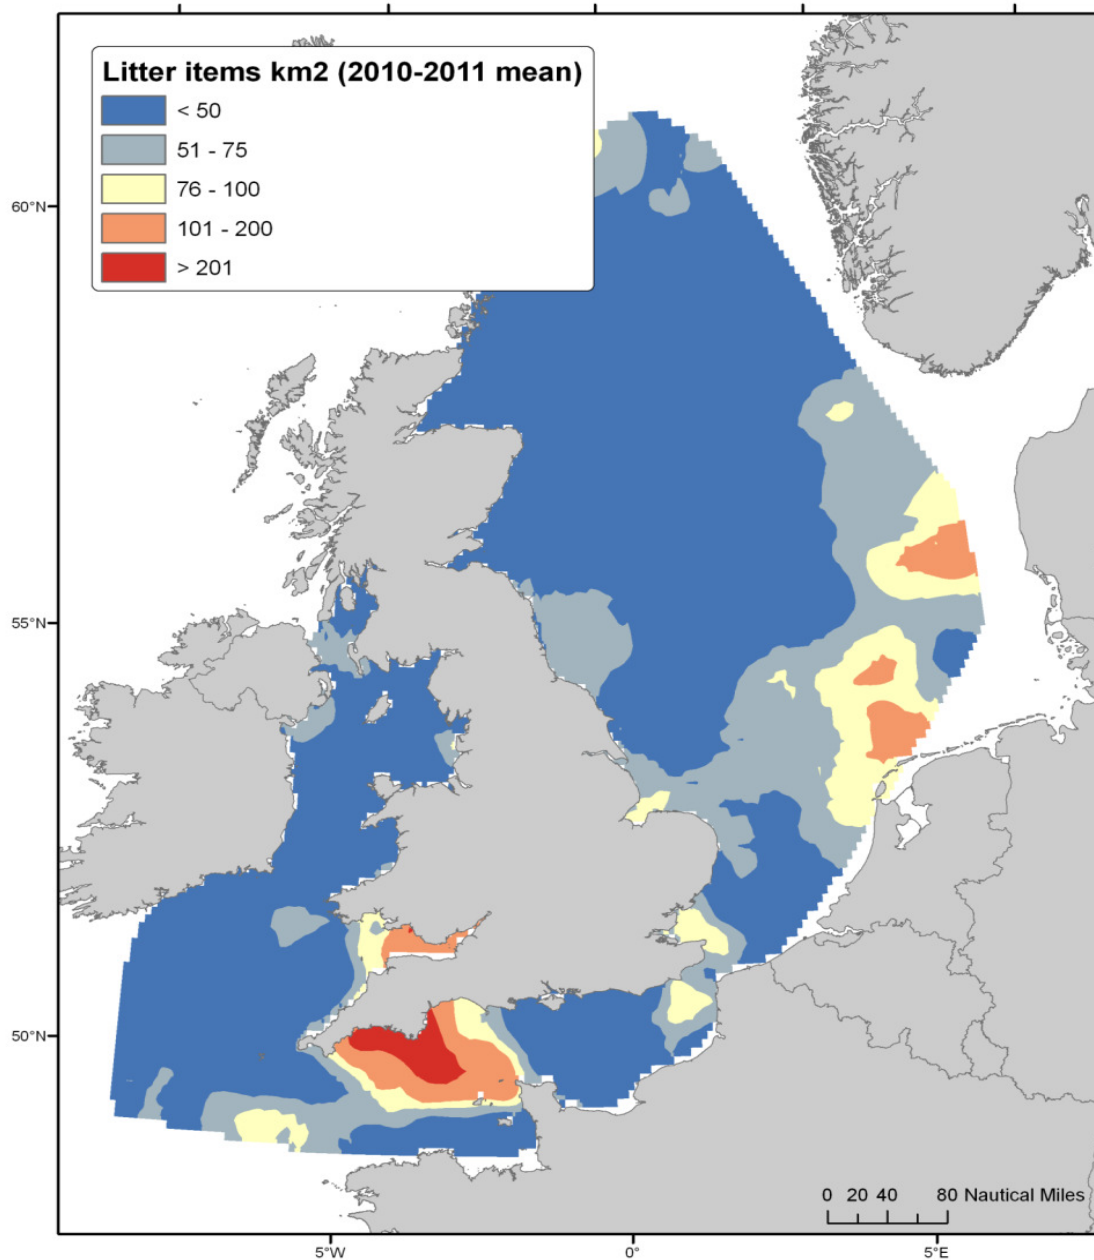 Litter items km2 (2010-2011 mean)
< 50
51 - 75
76 - 100
101 - 200
> 201
60°N
55°N
50°N
0 20 40 80 Nautical Miles
5°W 0° 5°E